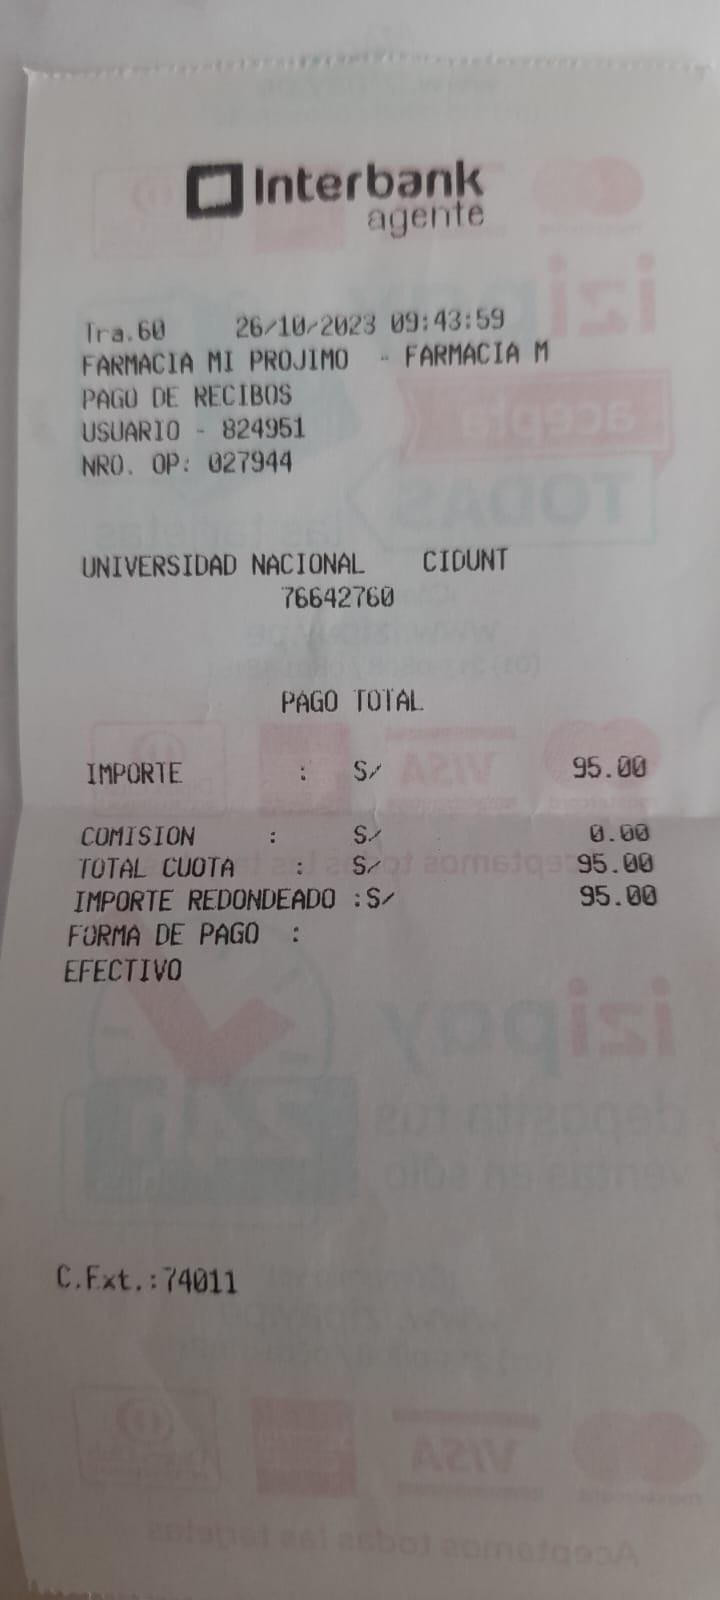 Interbank
agente
Tra.60 26/10/2023 09:43:59
FARMACIA MI PROJIMO - FARMACIA M
PAGO DE RECIBOS
USUARIO - 824951
NRO. OP: 027944
UNIVERSIDAD NACIONAL CIDUNT
76642760
PAGO TOTAL
IMPORTE : S/ 95.00
COMISION : S/ 0.00
TOTAL CUOTA : S/ 95.00
IMPORTE REDONDEADO :S/ 95.00
FORMA DE PAGO :
EFECTIVO
C.Ext.:74011